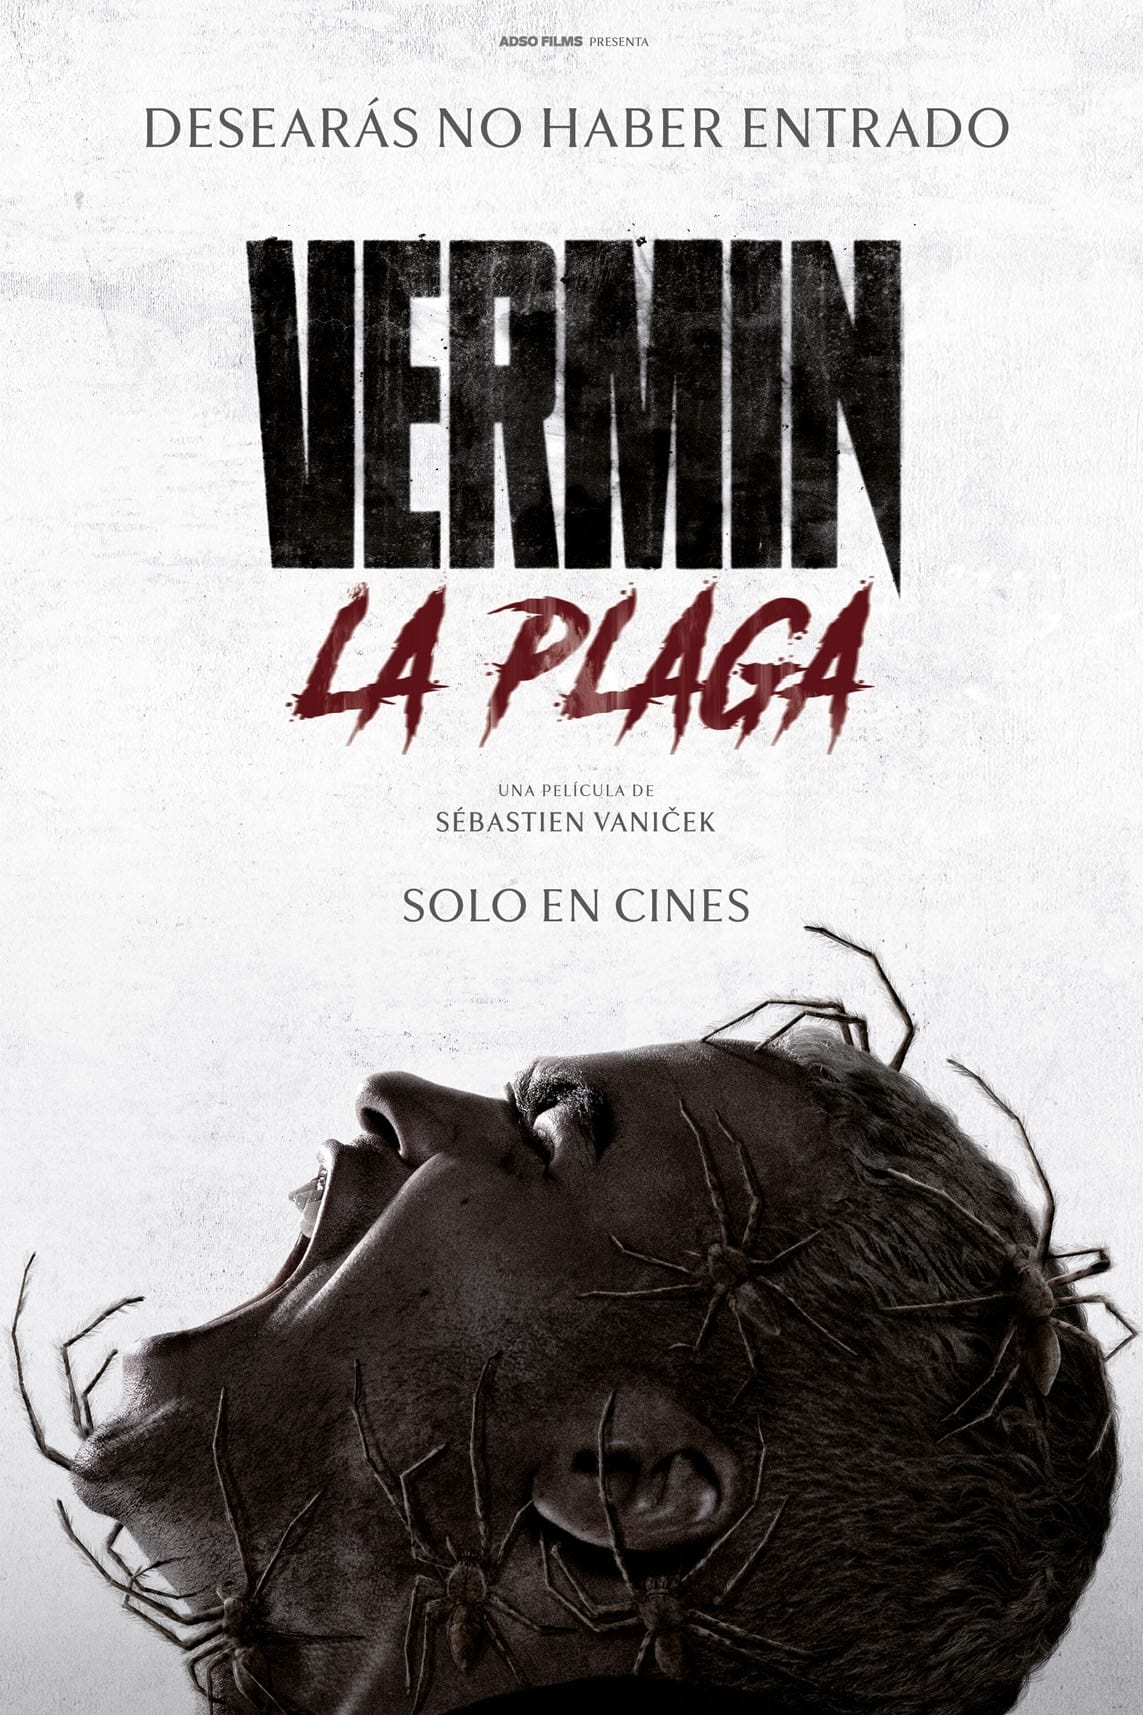 ADSO FILMS PRESENTA
DESEARÁS NO HABER ENTRADO
VERMIN
LA PLAGA
UNA PELÍCULA DE
SÉBASTIEN VANIČEK
SOLO EN CINES